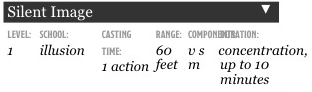 Silent Image ▼
LEVEL: SCHOOL: CASTING RANGE: COMPONENTS: DURATION:
1 illusion TIME: 60 v s concentration,
1 action feet m up to 10
minutes